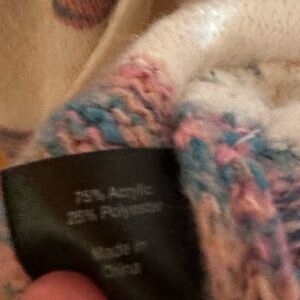 75% Acrylic
25% Polyester
Made in
China